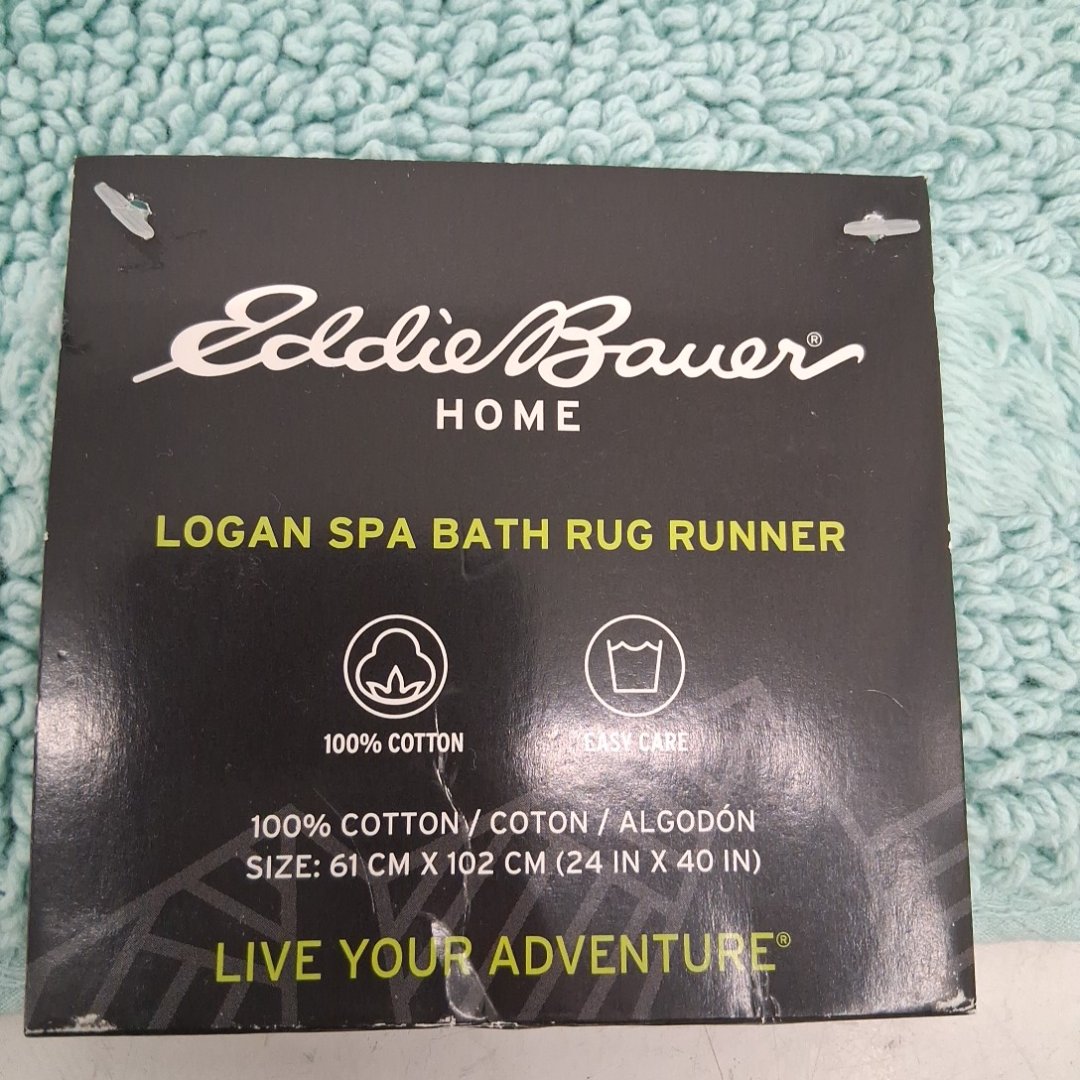 Eddie Bauer®
HOME
LOGAN SPA BATH RUG RUNNER
100% COTTON
EASY CARE
100% COTTON / COTON / ALGODÓN
SIZE: 61 CM X 102 CM (24 IN X 40 IN)
LIVE YOUR ADVENTURE®